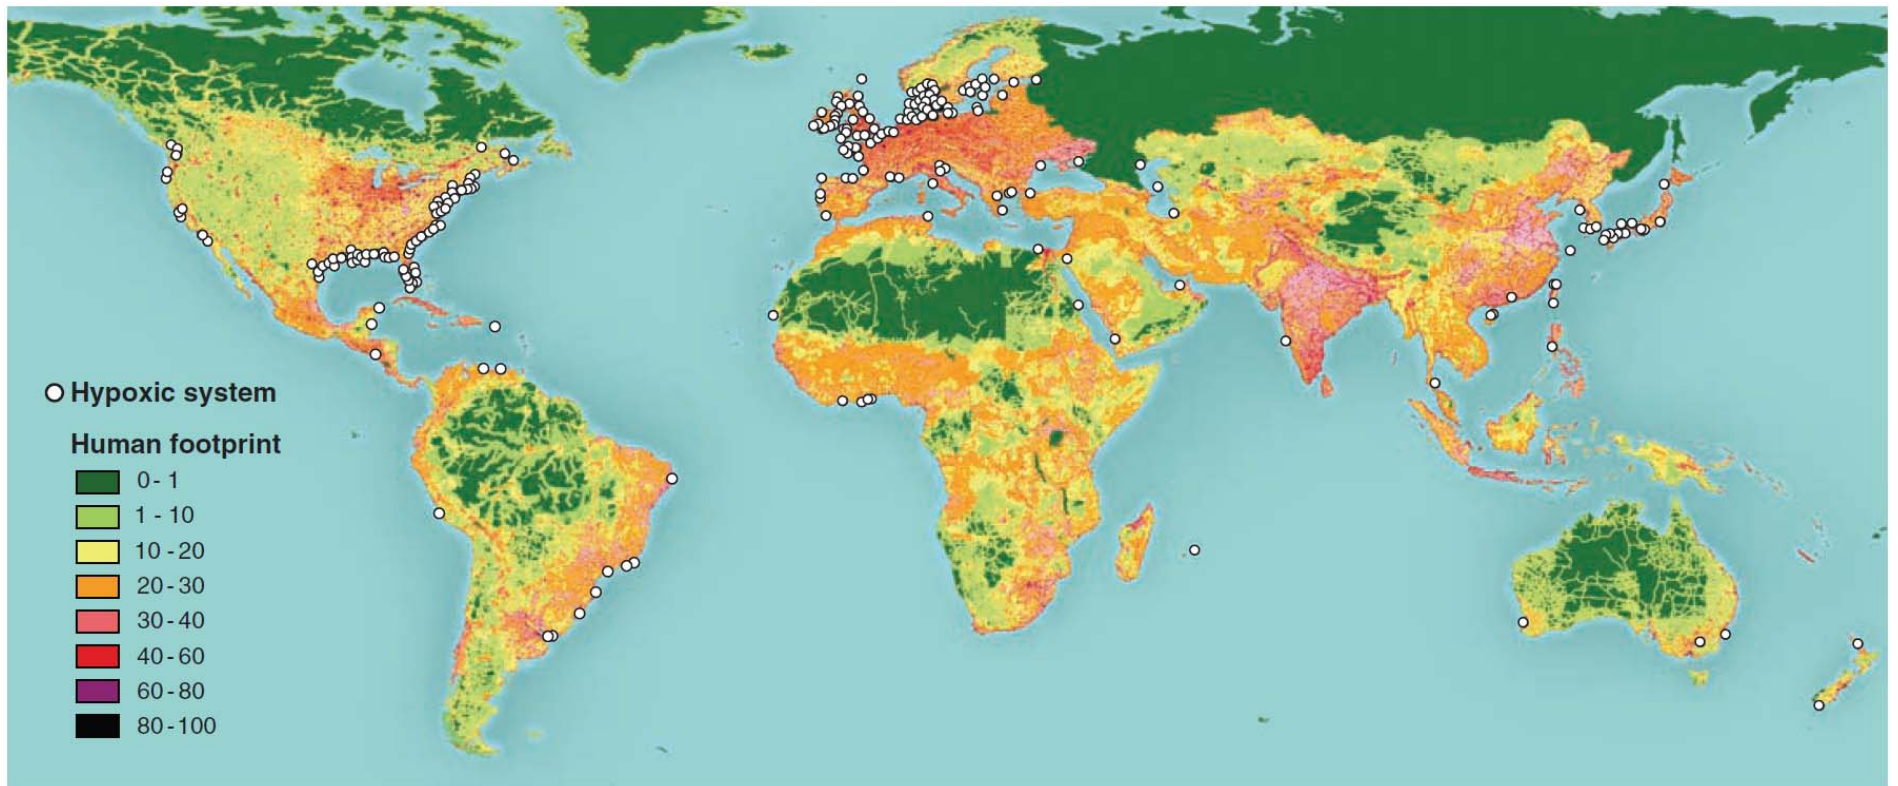 Hypoxic system
Human footprint
0 - 1
1 - 10
10 - 20
20 - 30
30 - 40
40 - 60
60 - 80
80 - 100